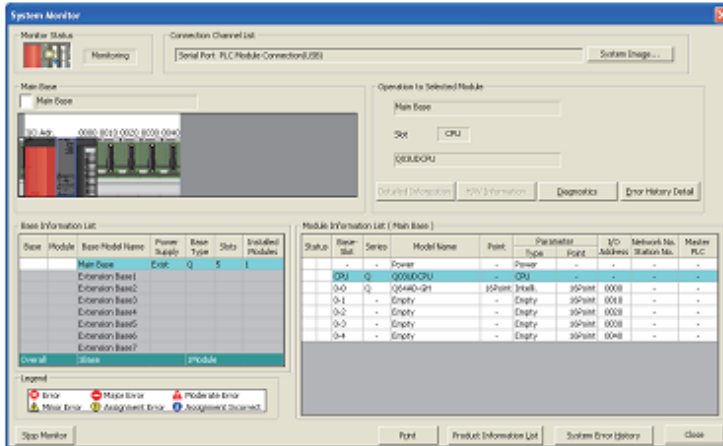 System Monitor
Monitor Status
Monitoring
Connection Channel List
Serial Port PLC Module Connection(USB)
System Image...
Main Base
Main Base
I/O Adr. 0000 0010 0020 0030 0040
Operation to Selected Module
Main Base
Slot CPU
Q03UDCPU
Detailed Information H/W Information Diagnostics Error History Detail
Base Information List
Base Module Base Model Name Power Supply Base Type Slots Installed Modules
Main Base Exist Q 5 1
Extension Base1
Extension Base2
Extension Base3
Extension Base4
Extension Base5
Extension Base6
Extension Base7
Overall 1Base 1Module
Module Information List ( Main Base )
Status Base-Slot Series Model Name Point Parameter Type Point I/O Address Network No. Station No. Master PLC
- - Power - Power - - - -
CPU Q Q03UDCPU - CPU - - - -
0-0 Q Q64AD-GH 16Point Intelli. 16Point 0000 - -
0-1 - Empty - Empty 16Point 0010 - -
0-2 - Empty - Empty 16Point 0020 - -
0-3 - Empty - Empty 16Point 0030 - -
0-4 - Empty - Empty 16Point 0040 - -
Legend
Error Major Error Moderate Error
Minor Error Assignment Error Assignment Incorrect
Stop Monitor Print Product Information List System Error History Close